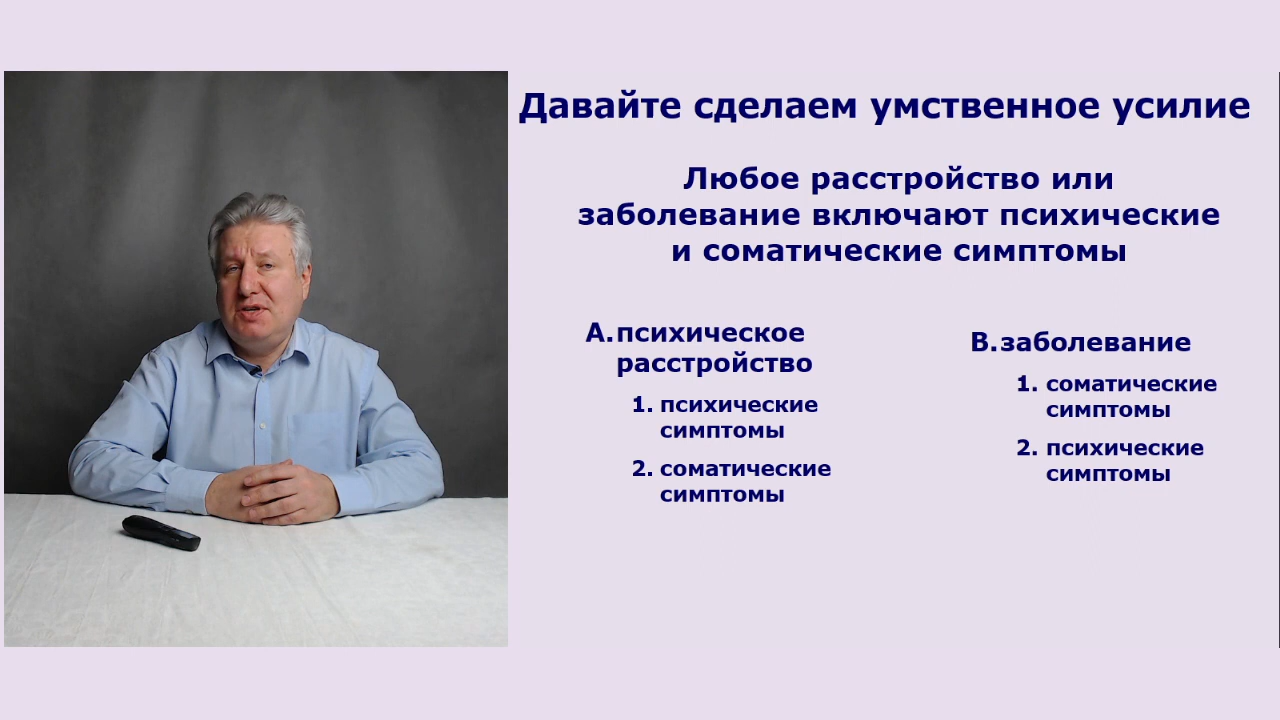 Давайте сделаем умственное усилие
Любое расстройство или
заболевание включают психические
и соматические симптомы
А. психическое
расстройство
1. психические
симптомы
2. соматические
симптомы
В. заболевание
1. соматические
симптомы
2. психические
симптомы